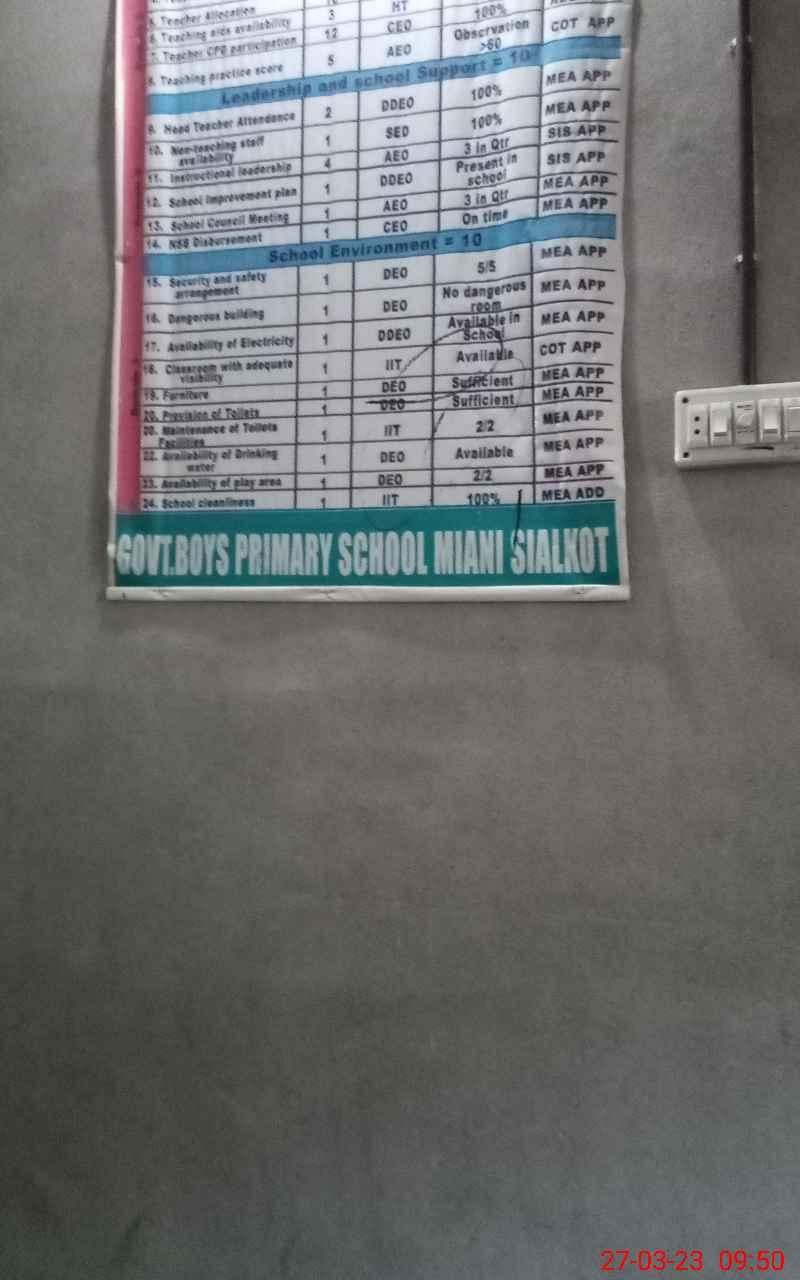 5. Teacher Allocation 3 HT 100%
6. Teaching aids availability 12 CEO Observation COT APP
7. Teacher CPD participation >60
8. Teaching practice score 5 AEO
Leadership and school Support = 10
9. Head Teacher Attendance 2 DDEO 100% MEA APP
10. Non-teaching staff availability 1 SED 100% MEA APP
11. Instructional leadership 4 AEO 3 in Qtr SIS APP
12. School Improvement plan 1 DDEO Present in school SIS APP
13. School Council Meeting 1 AEO 3 in Qtr MEA APP
14. NSB Disbursement 1 CEO On time MEA APP
School Environment = 10
15. Security and safety arrangement 1 DEO 5/5 MEA APP
16. Dangerous building 1 DEO No dangerous room MEA APP
17. Availability of Electricity 1 DDEO Available in School MEA APP
18. Classroom with adequate visibility 1 IIT Available COT APP
19. Furniture 1 DEO Sufficient MEA APP
20. Provision of Toilets 1 DEO Sufficient MEA APP
20. Maintenance of Toilets Facilities 1 IIT 2/2 MEA APP
22. Availability of Drinking water 1 DEO Available MEA APP
23. Availability of play area 1 DEO 2/2 MEA APP
24. School cleanliness 1 IIT 100% MEA ADD
GOVT.BOYS PRIMARY SCHOOL MIANI SIALKOT
27-03-23 09:50